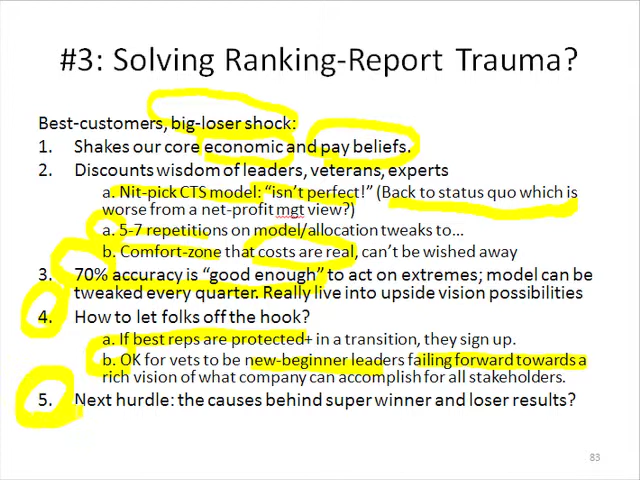 #3: Solving Ranking-Report Trauma?
Best-customers, big-loser shock:
1. Shakes our core economic and pay beliefs.
2. Discounts wisdom of leaders, veterans, experts
a. Nit-pick CTS model: “isn’t perfect!” (Back to status quo which is
worse from a net-profit mgt view?)
a. 5-7 repetitions on model/allocation tweaks to…
b. Comfort-zone that costs are real, can’t be wished away
3. 70% accuracy is “good enough” to act on extremes; model can be
tweaked every quarter. Really live into upside vision possibilities
4. How to let folks off the hook?
a. If best reps are protected+ in a transition, they sign up.
b. OK for vets to be new-beginner leaders failing forward towards a
rich vision of what company can accomplish for all stakeholders.
5. Next hurdle: the causes behind super winner and loser results?
83